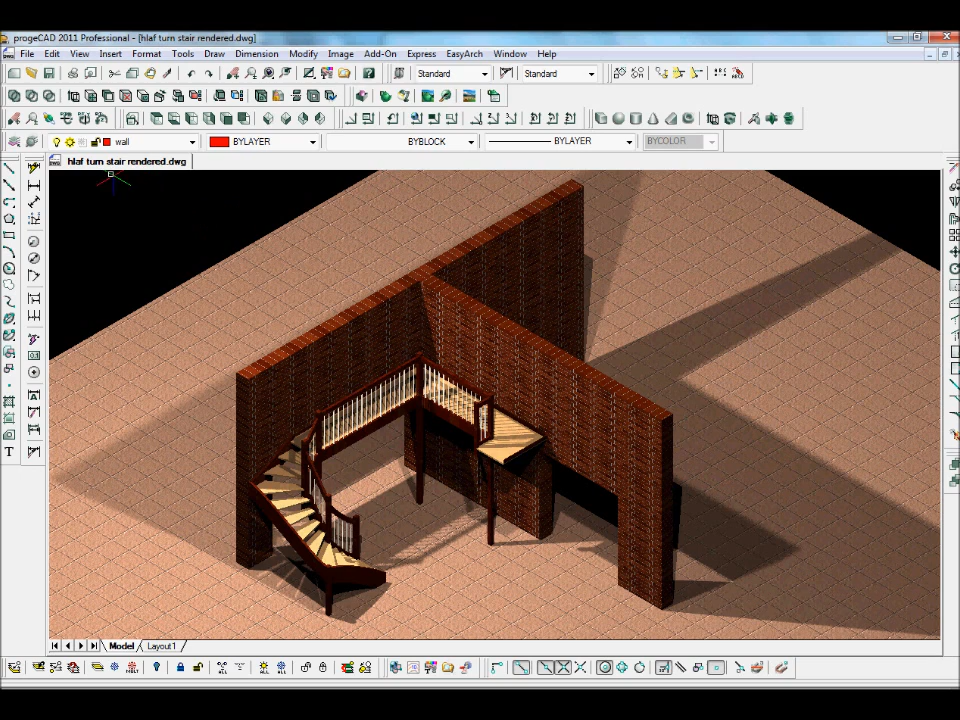 progeCAD 2011 Professional - [hlaf turn stair rendered.dwg]
File Edit View Insert Format Tools Draw Dimension Modify Image Add-On Express EasyArch Window Help
Standard Standard
wall BYLAYER BYBLOCK BYLAYER BYCOLOR
hlaf turn stair rendered.dwg
T
Model Layout1